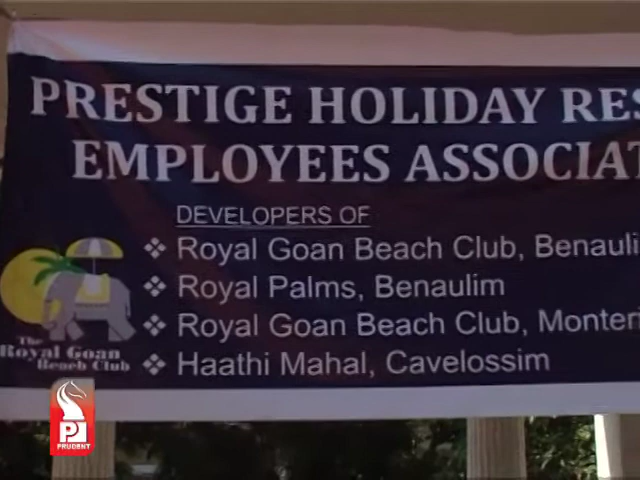 PRESTIGE HOLIDAY RES
EMPLOYEES ASSOCIAT
DEVELOPERS OF
❖ Royal Goan Beach Club, Benauli
❖ Royal Palms, Benaulim
❖ Royal Goan Beach Club, Monteri
❖ Haathi Mahal, Cavelossim
The
Royal Goan
Beach Club
PRUDENT